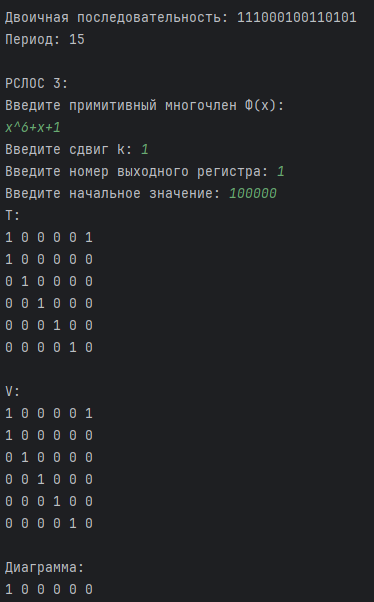 Двоичная последовательность: 111000100110101
Период: 15
РСЛОС 3:
Введите примитивный многочлен Ф(x):
x^6+x+1
Введите сдвиг k: 1
Введите номер выходного регистра: 1
Введите начальное значение: 100000
T:
1 0 0 0 0 1
1 0 0 0 0 0
0 1 0 0 0 0
0 0 1 0 0 0
0 0 0 1 0 0
0 0 0 0 1 0
V:
1 0 0 0 0 1
1 0 0 0 0 0
0 1 0 0 0 0
0 0 1 0 0 0
0 0 0 1 0 0
0 0 0 0 1 0
Диаграмма:
1 0 0 0 0 0